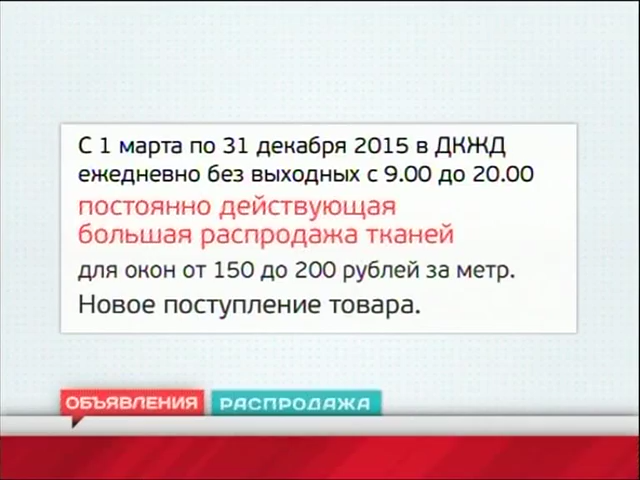 С 1 марта по 31 декабря 2015 в ДКЖД
ежедневно без выходных с 9.00 до 20.00
постоянно действующая
большая распродажа тканей
для окон от 150 до 200 рублей за метр.
Новое поступление товара.
ОБЪЯВЛЕНИЯ РАСПРОДАЖА